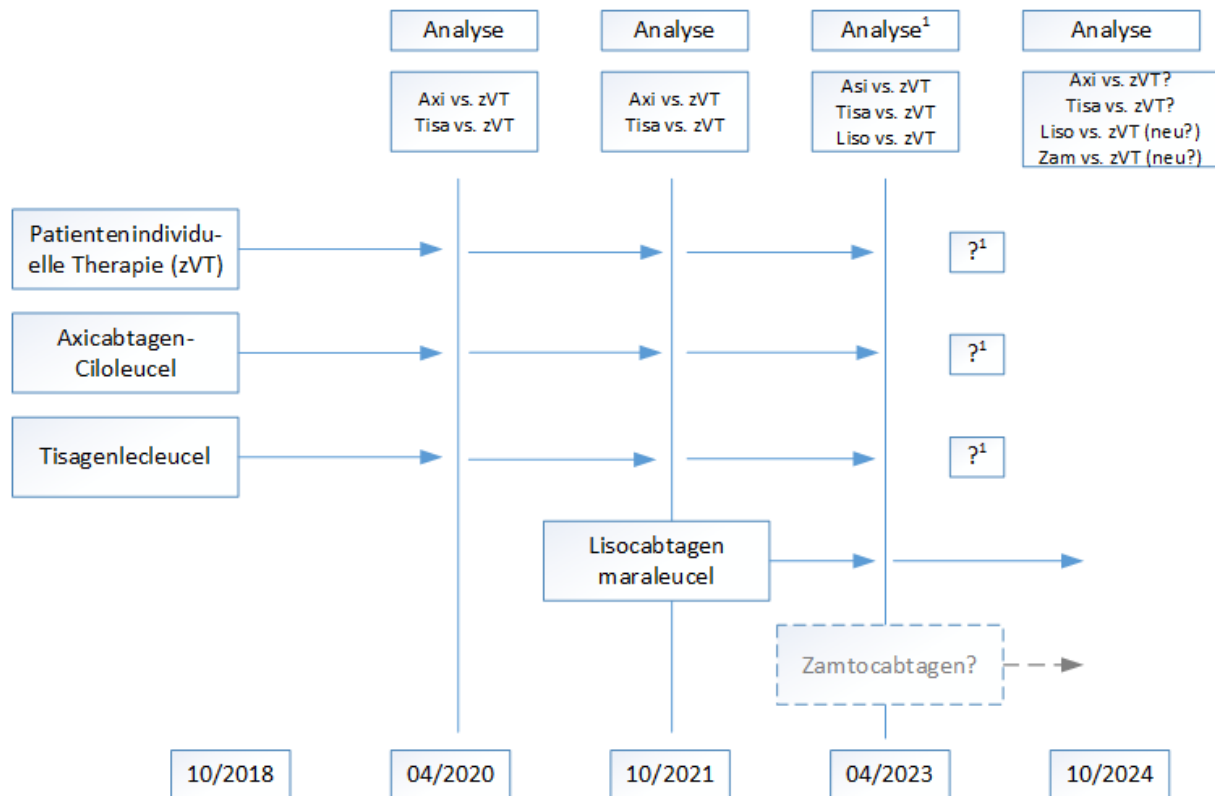 Analyse
Analyse
Analyse¹
Analyse
Axi vs. zVT
Tisa vs. zVT
Axi vs. zVT
Tisa vs. zVT
Asi vs. zVT
Tisa vs. zVT
Liso vs. zVT
Axi vs. zVT?
Tisa vs. zVT?
Liso vs. zVT (neu?)
Zam vs. zVT (neu?)
Patientenindividu-
elle Therapie (zVT)
?¹
Axicabtagen-
Ciloleucel
?¹
Tisagenlecleucel
?¹
Lisocabtagen
maraleucel
Zamtocabtagen?
10/2018
04/2020
10/2021
04/2023
10/2024